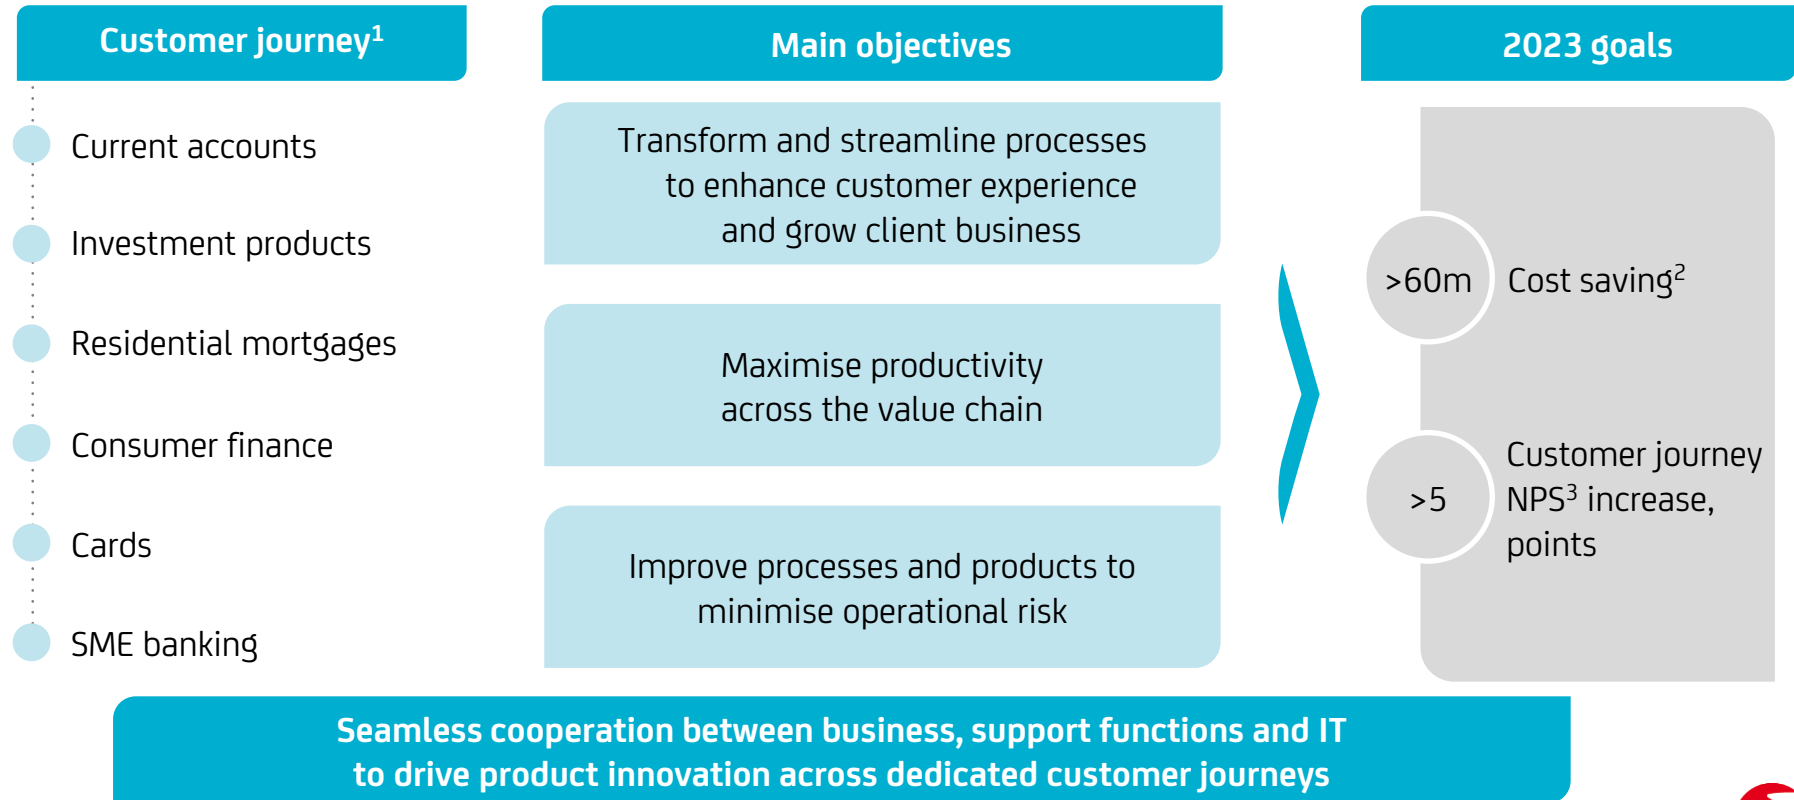 Customer journey1
Current accounts
Investment products
Residential mortgages
Consumer finance
Cards
SME banking
Main objectives
Transform and streamline processes
to enhance customer experience
and grow client business
Maximise productivity
across the value chain
Improve processes and products to
minimise operational risk
2023 goals
>60m Cost saving2
>5
Customer journey
NPS3 increase,
points
Seamless cooperation between business, support functions and IT
to drive product innovation across dedicated customer journeys